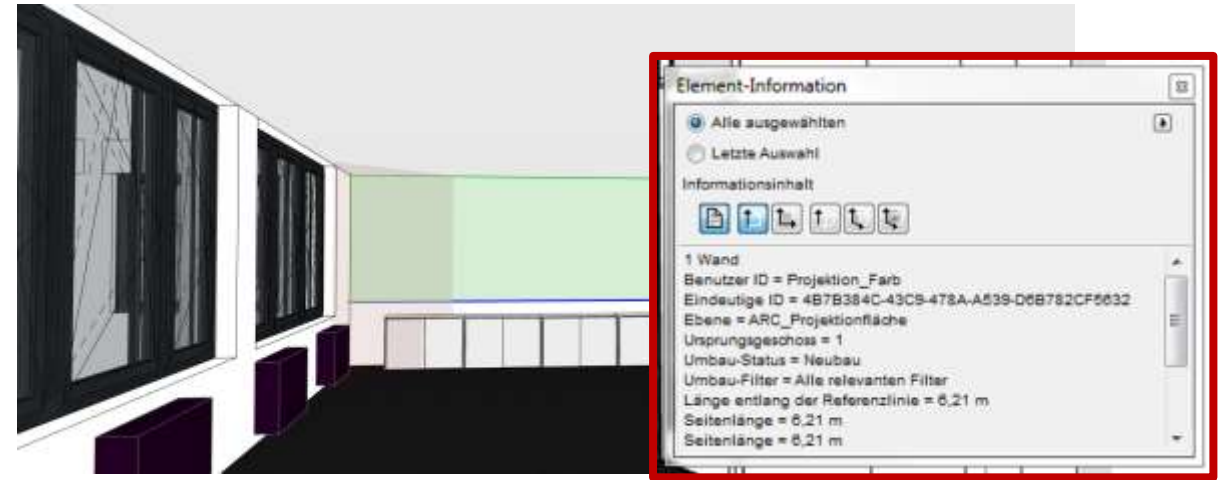 Element-Information
Alle ausgewählten
Letzte Auswahl
Informationsinhalt
1 Wand
Benutzer ID = Projektion_Farb
Eindeutige ID = 4B7B384C-43C9-478A-A539-D6B782CF5632
Ebene = ARC_Projektionfläche
Ursprungsgeschoss = 1
Umbau-Status = Neubau
Umbau-Filter = Alle relevanten Filter
Länge entlang der Referenzlinie = 6,21 m
Seitenlänge = 6,21 m
Seitenlänge = 6,21 m